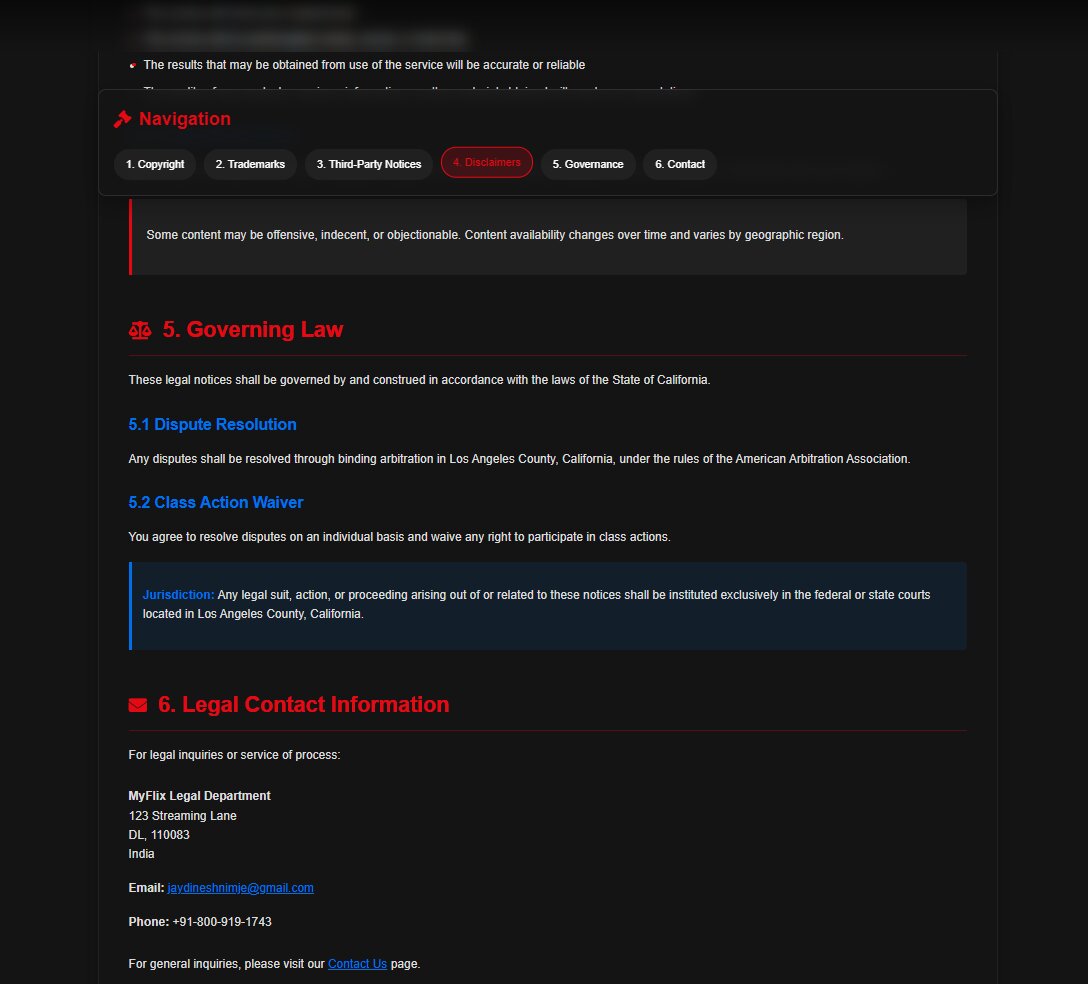 The results that may be obtained from use of the service will be accurate or reliable
Navigation
1. Copyright
2. Trademarks
3. Third-Party Notices
4. Disclaimers
5. Governance
6. Contact
Some content may be offensive, indecent, or objectionable. Content availability changes over time and varies by geographic region.
5. Governing Law
These legal notices shall be governed by and construed in accordance with the laws of the State of California.
5.1 Dispute Resolution
Any disputes shall be resolved through binding arbitration in Los Angeles County, California, under the rules of the American Arbitration Association.
5.2 Class Action Waiver
You agree to resolve disputes on an individual basis and waive any right to participate in class actions.
Jurisdiction: Any legal suit, action, or proceeding arising out of or related to these notices shall be instituted exclusively in the federal or state courts
located in Los Angeles County, California.
6. Legal Contact Information
For legal inquiries or service of process:
MyFlix Legal Department
123 Streaming Lane
DL, 110083
India
Email: jaydineshnimje@gmail.com
Phone: +91-800-919-1743
For general inquiries, please visit our Contact Us page.